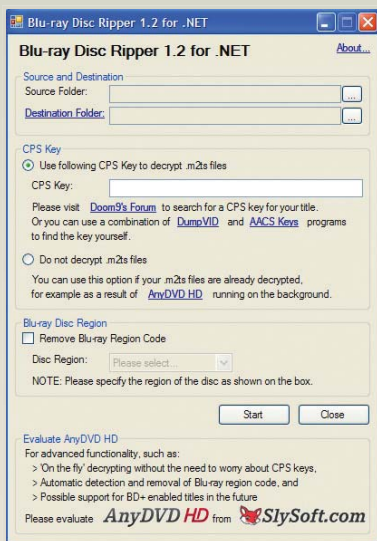 Blu-ray Disc Ripper 1.2 for .NET
Blu-ray Disc Ripper 1.2 for .NET
About...
Source and Destination
Source Folder:
...
Destination Folder:
...
CPS Key
Use following CPS Key to decrypt .m2ts files
CPS Key:
Please visit Doom9's Forum to search for a CPS key for your title.
Or you can use a combination of DumpVID and AACS Keys programs
to find the key yourself.
Do not decrypt .m2ts files
You can use this option if your .m2ts files are already decrypted,
for example as a result of AnyDVD HD running on the background.
Blu-ray Disc Region
Remove Blu-ray Region Code
Disc Region:
Please select...
NOTE: Please specify the region of the disc as shown on the box.
Start
Close
Evaluate AnyDVD HD
For advanced functionality, such as:
> 'On the fly' decrypting without the need to worry about CPS keys,
> Automatic detection and removal of Blu-ray region code, and
> Possible support for BD+ enabled titles in the future
Please evaluate AnyDVD HD from SlySoft.com